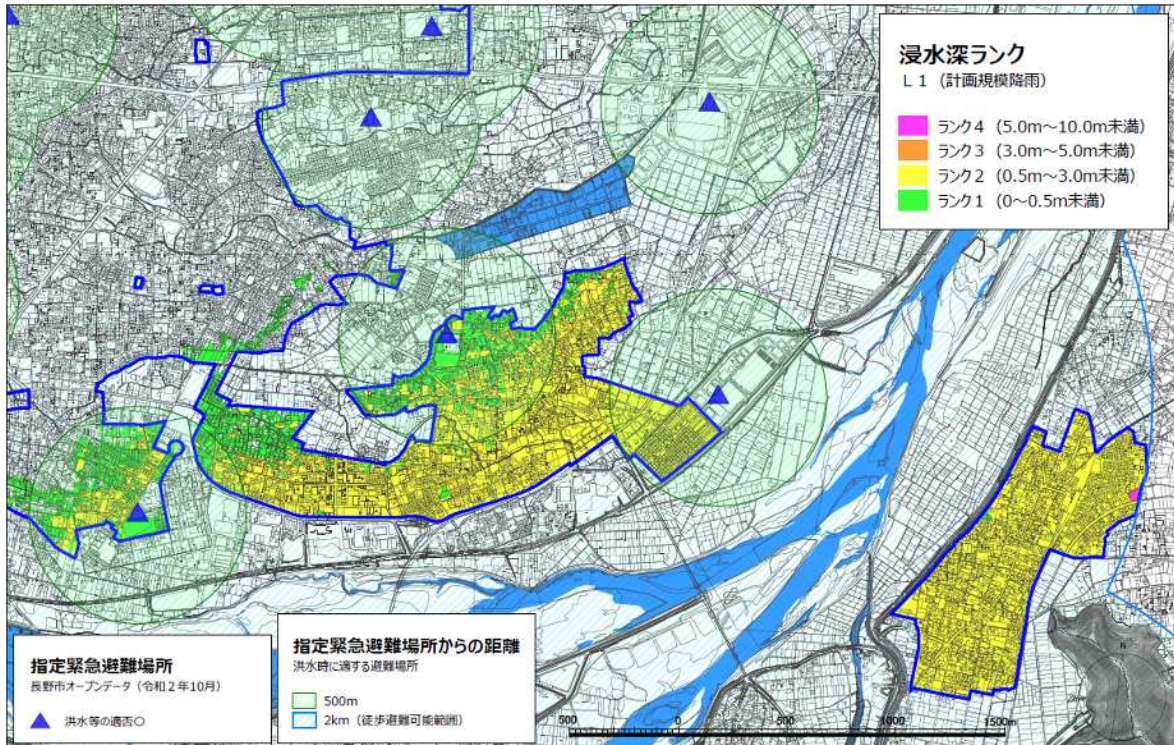 浸水深ランク
L1（計画規模降雨）
ランク4（5.0m～10.0m未満）
ランク3（3.0m～5.0m未満）
ランク2（0.5m～3.0m未満）
ランク1（0～0.5m未満）
指定緊急避難場所
長野市オープンデータ（令和2年10月）
洪水等の適否〇
指定緊急避難場所からの距離
洪水時に適する避難場所
500m
2km（徒歩避難可能範囲）
500 0 500 1000 1500m
N